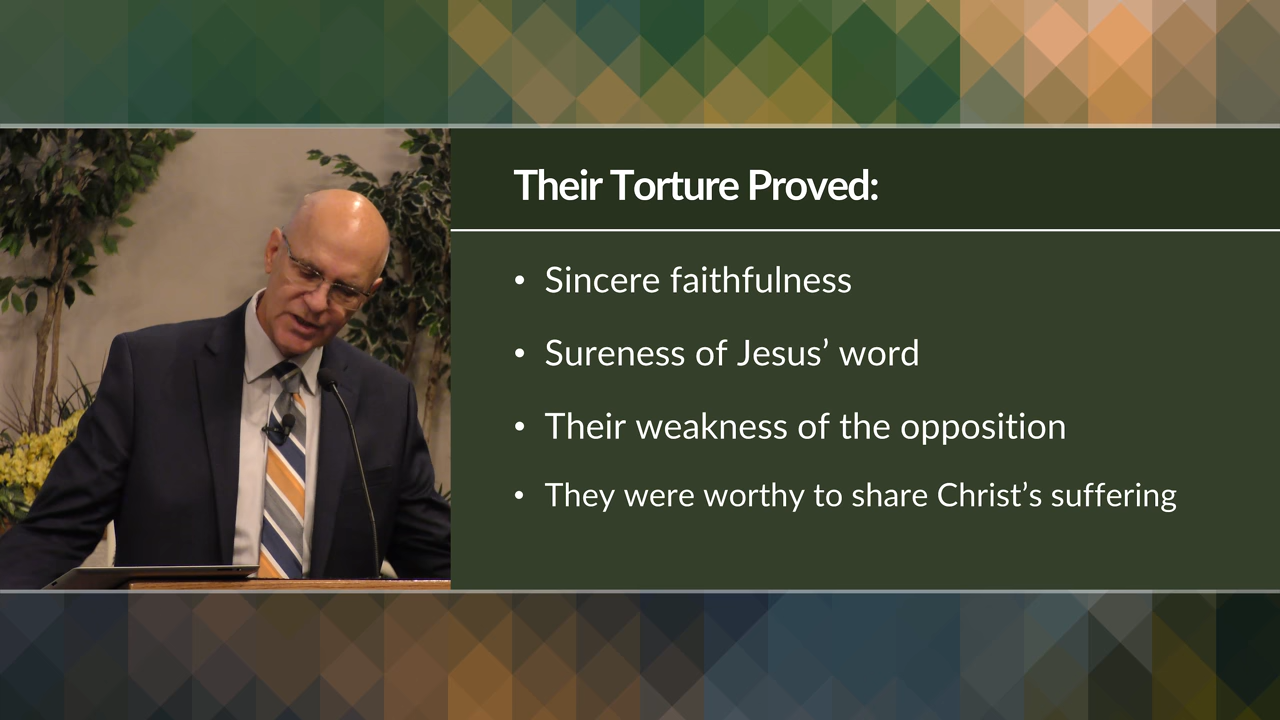 Their Torture Proved:
• Sincere faithfulness
• Sureness of Jesus’ word
• Their weakness of the opposition
• They were worthy to share Christ’s suffering